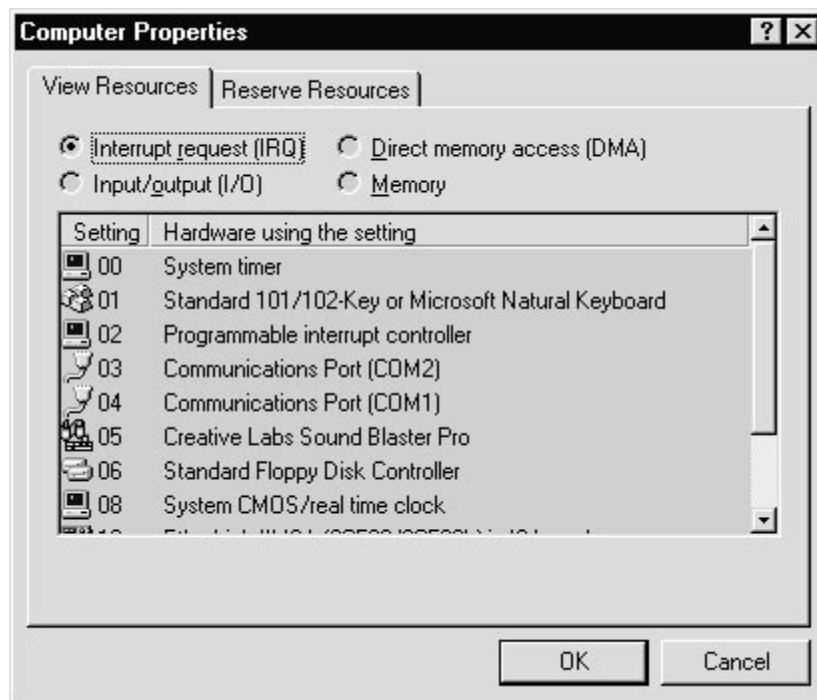 Computer Properties
View Resources Reserve Resources
Interrupt request (IRQ) Direct memory access (DMA)
Input/output (I/O) Memory
Setting Hardware using the setting
00 System timer
01 Standard 101/102-Key or Microsoft Natural Keyboard
02 Programmable interrupt controller
03 Communications Port (COM2)
04 Communications Port (COM1)
05 Creative Labs Sound Blaster Pro
06 Standard Floppy Disk Controller
08 System CMOS/real time clock
OK Cancel